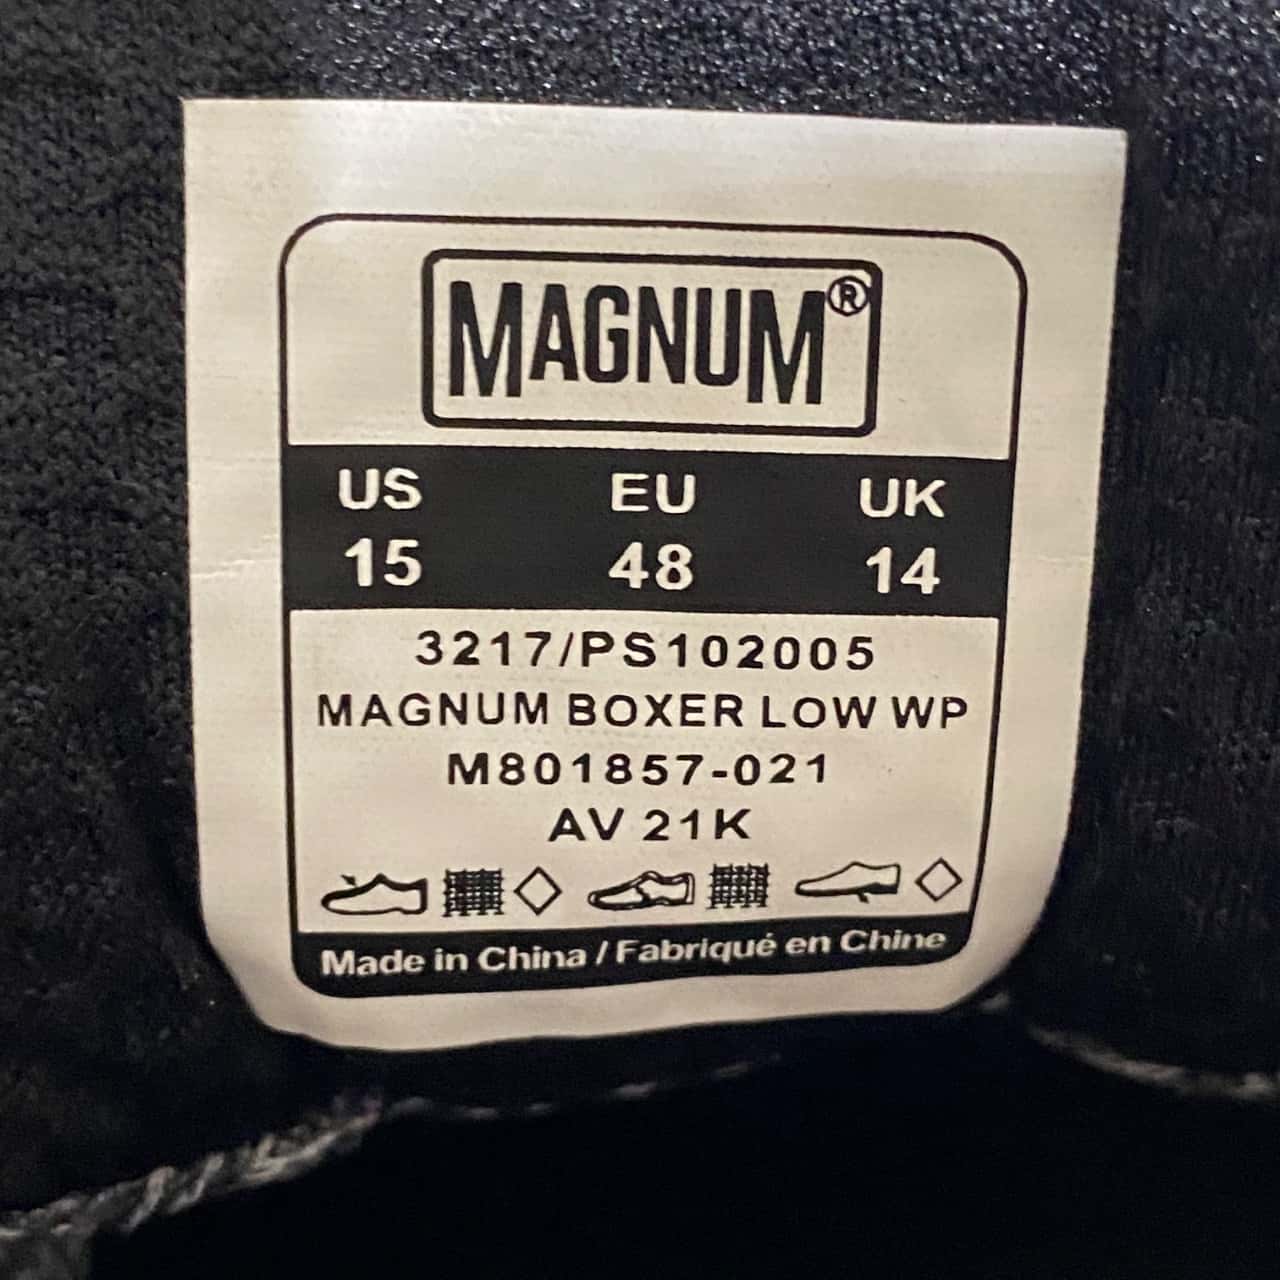 MAGNUM®
US EU UK
15 48 14
3217/PS102005
MAGNUM BOXER LOW WP
M801857-021
AV 21K
Made in China / Fabriqué en Chine